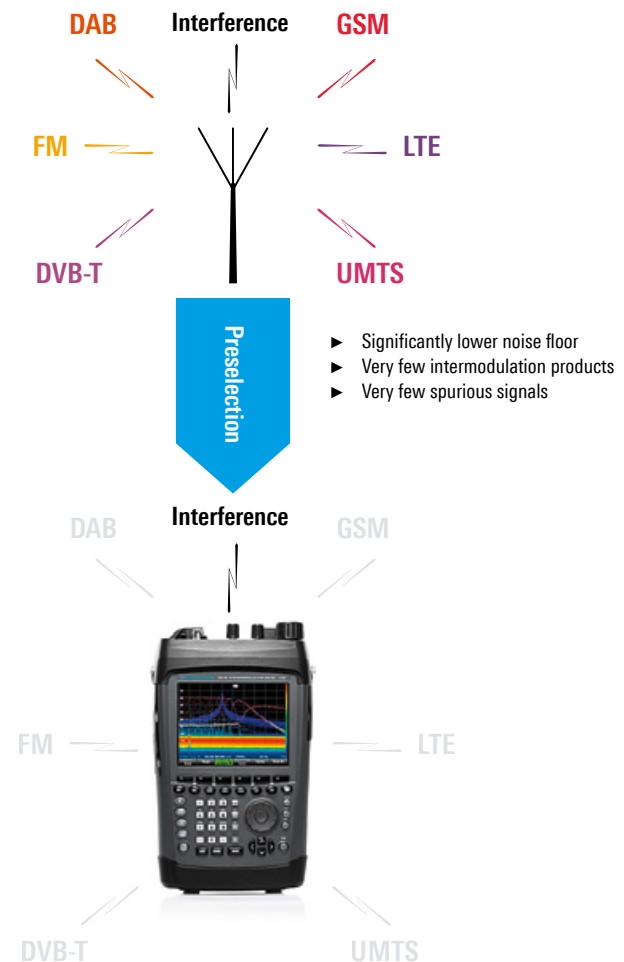 DAB
Interference
GSM
FM
LTE
DVB-T
UMTS
Preselection
► Significantly lower noise floor
► Very few intermodulation products
► Very few spurious signals
DAB
Interference
GSM
FM
LTE
DVB-T
UMTS